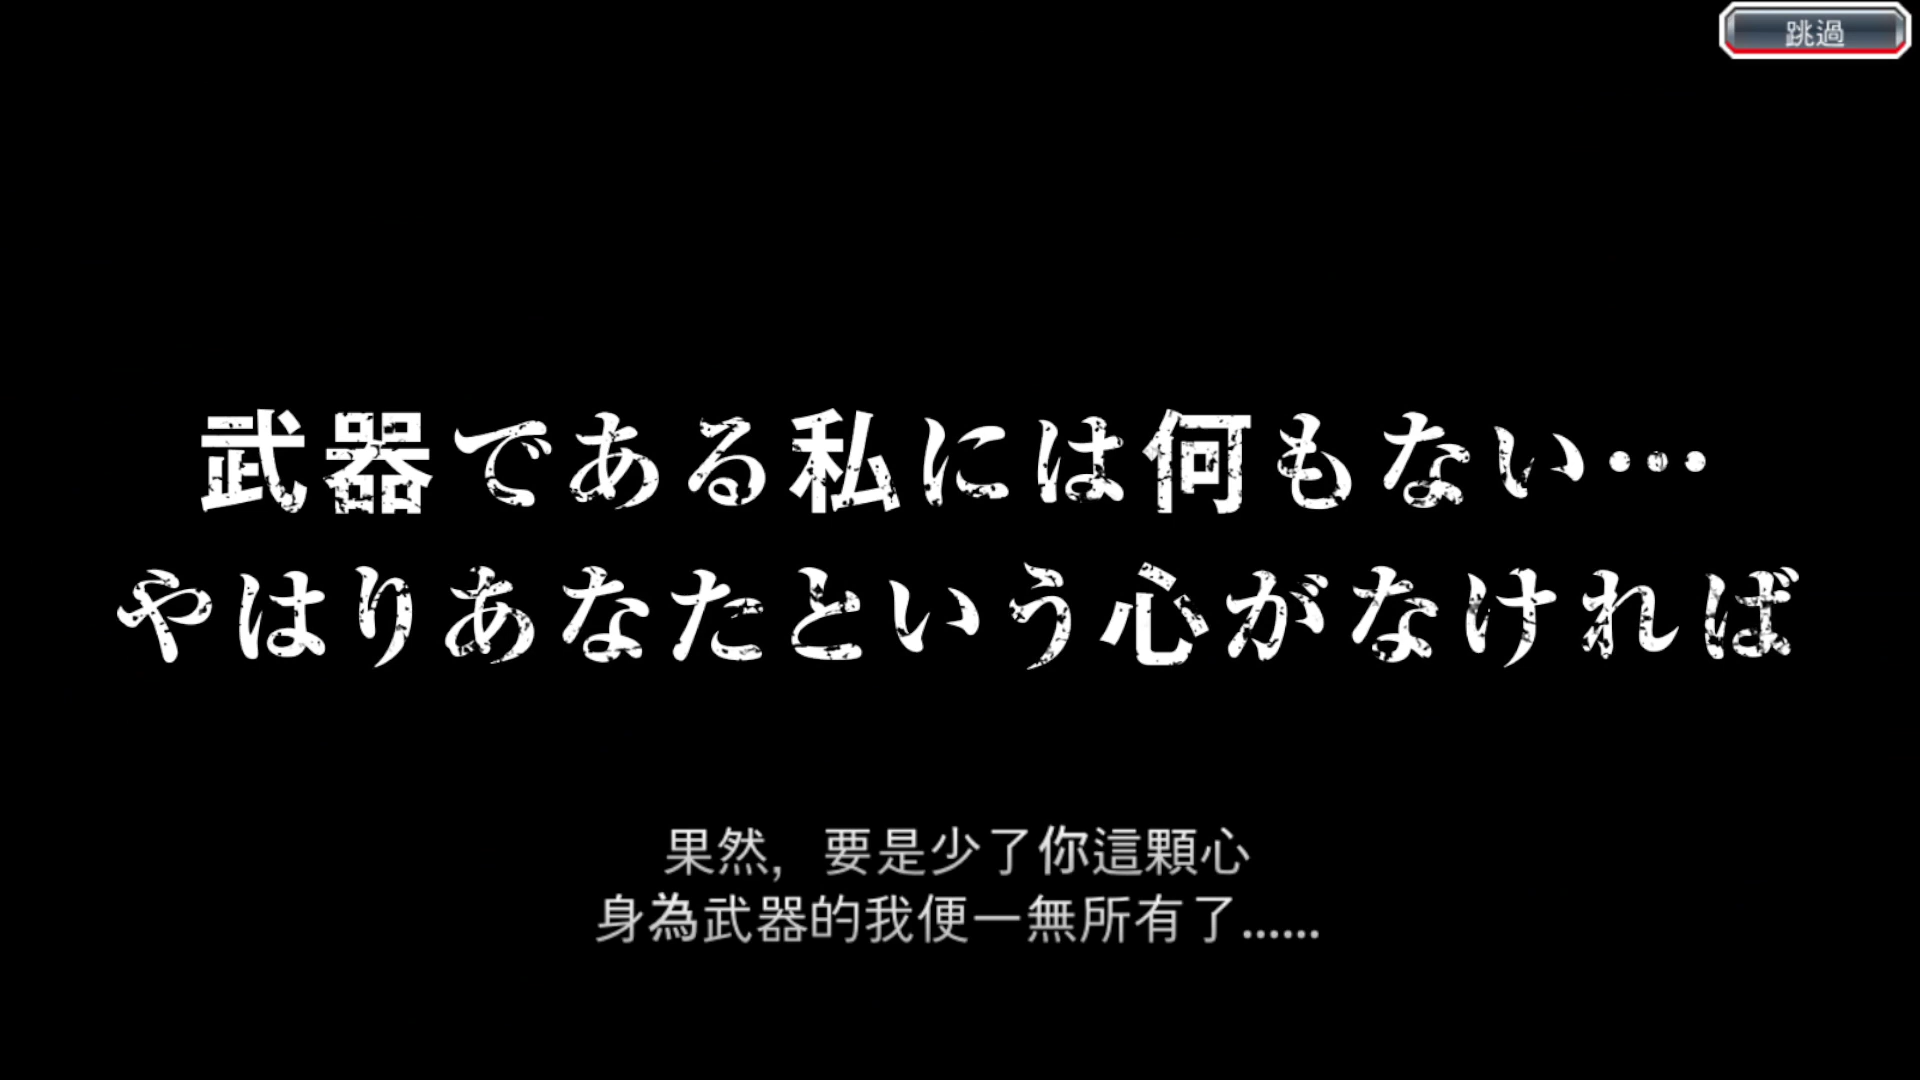 跳過
武器である私には何もない…
やはりあなたという心がなければ
果然，要是少了你這顆心
身為武器的我便一無所有了……